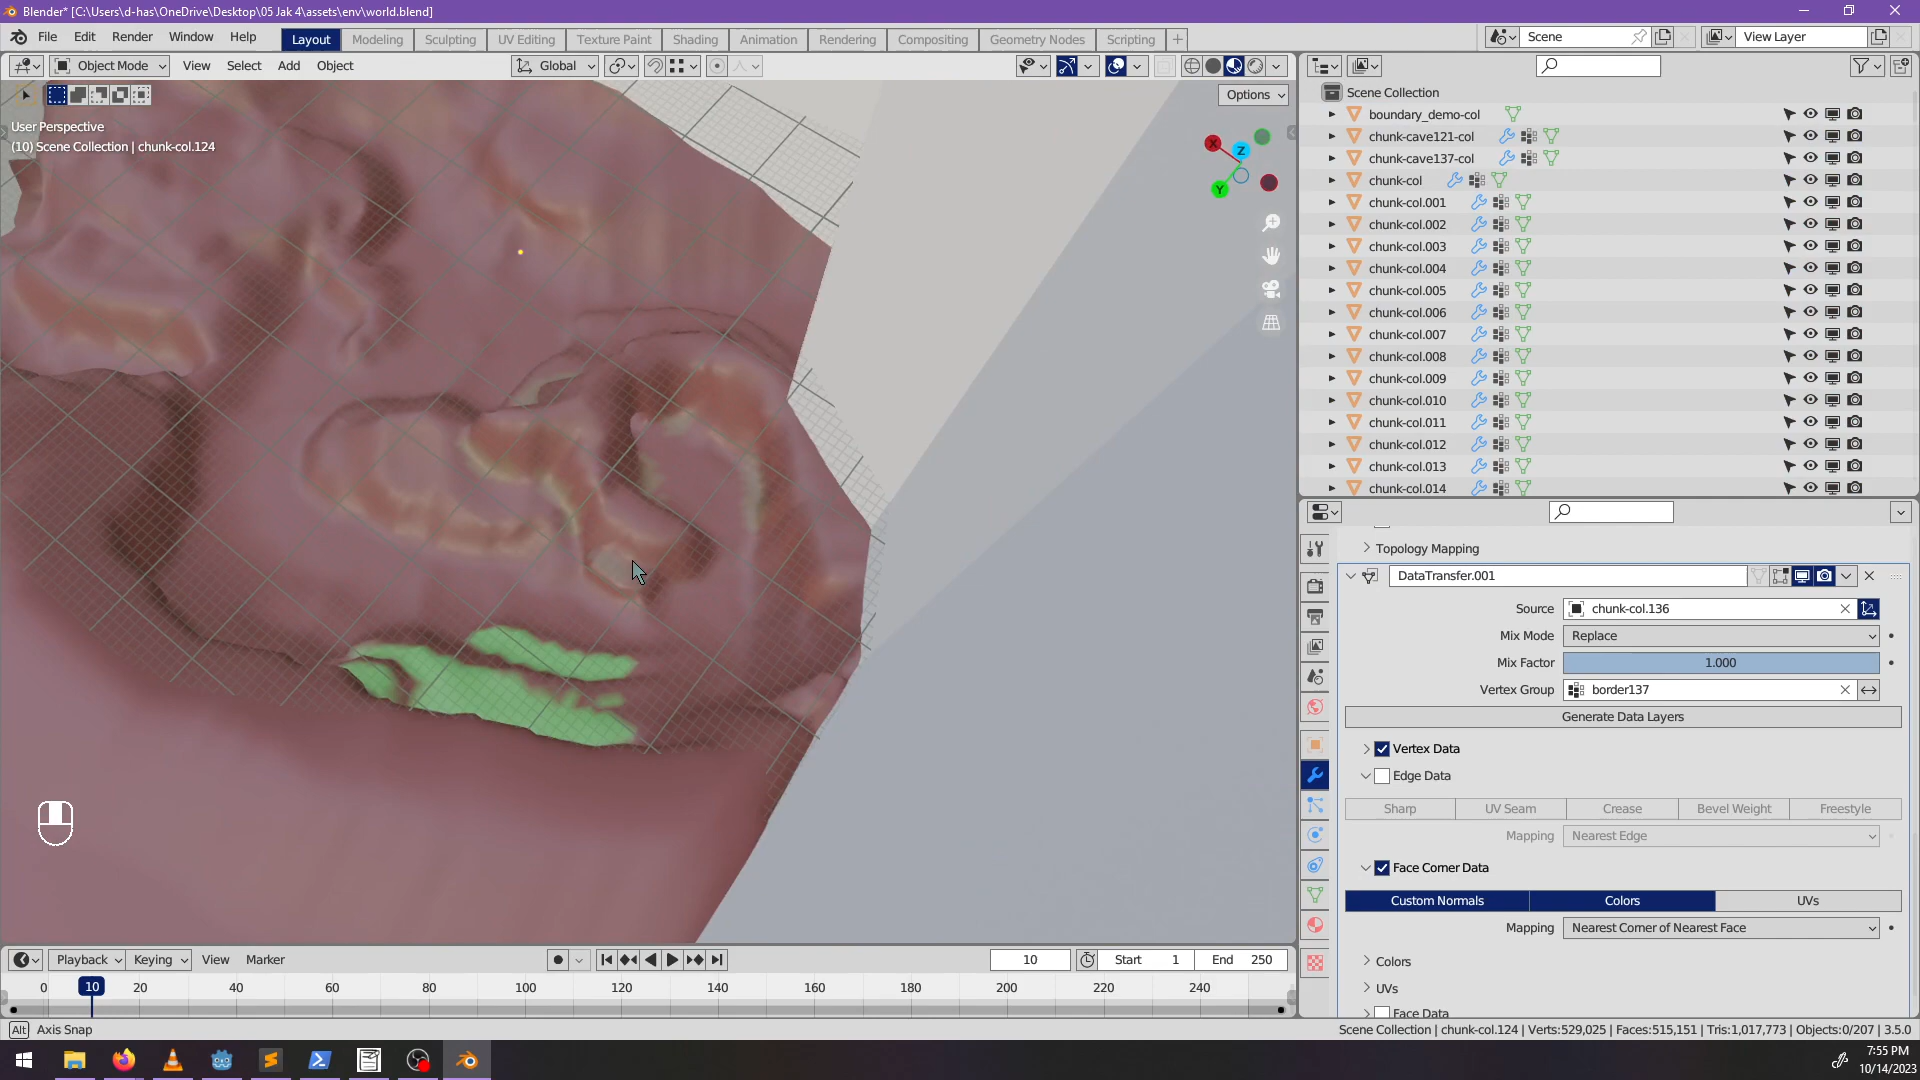 Blender* [C:\Users\d-has\OneDrive\Desktop\05 Jak 4\assets\env\world.blend]
File Edit Render Window Help Layout Modeling Sculpting UV Editing Texture Paint Shading Animation Rendering Compositing Geometry Nodes Scripting + Scene View Layer
Object Mode View Select Add Object Global
Options
User Perspective
(10) Scene Collection | chunk-col.124
X Z Y
Scene Collection
boundary_demo-col
chunk-cave121-col
chunk-cave137-col
chunk-col
chunk-col.001
chunk-col.002
chunk-col.003
chunk-col.004
chunk-col.005
chunk-col.006
chunk-col.007
chunk-col.008
chunk-col.009
chunk-col.010
chunk-col.011
chunk-col.012
chunk-col.013
chunk-col.014
Topology Mapping
DataTransfer.001
Source chunk-col.136
Mix Mode Replace
Mix Factor 1.000
Vertex Group border137
Generate Data Layers
Vertex Data
Edge Data
Sharp UV Seam Crease Bevel Weight Freestyle
Mapping Nearest Edge
Face Corner Data
Custom Normals Colors UVs
Mapping Nearest Corner of Nearest Face
Colors
UVs
Face Data
Playback Keying View Marker 10 Start 1 End 250
0 10 20 40 60 80 100 120 140 160 180 200 220 240
Alt Axis Snap
Scene Collection | chunk-col.124 | Verts:529,025 | Faces:515,151 | Tris:1,017,773 | Objects:0/207 | 3.5.0
7:55 PM
10/14/2023